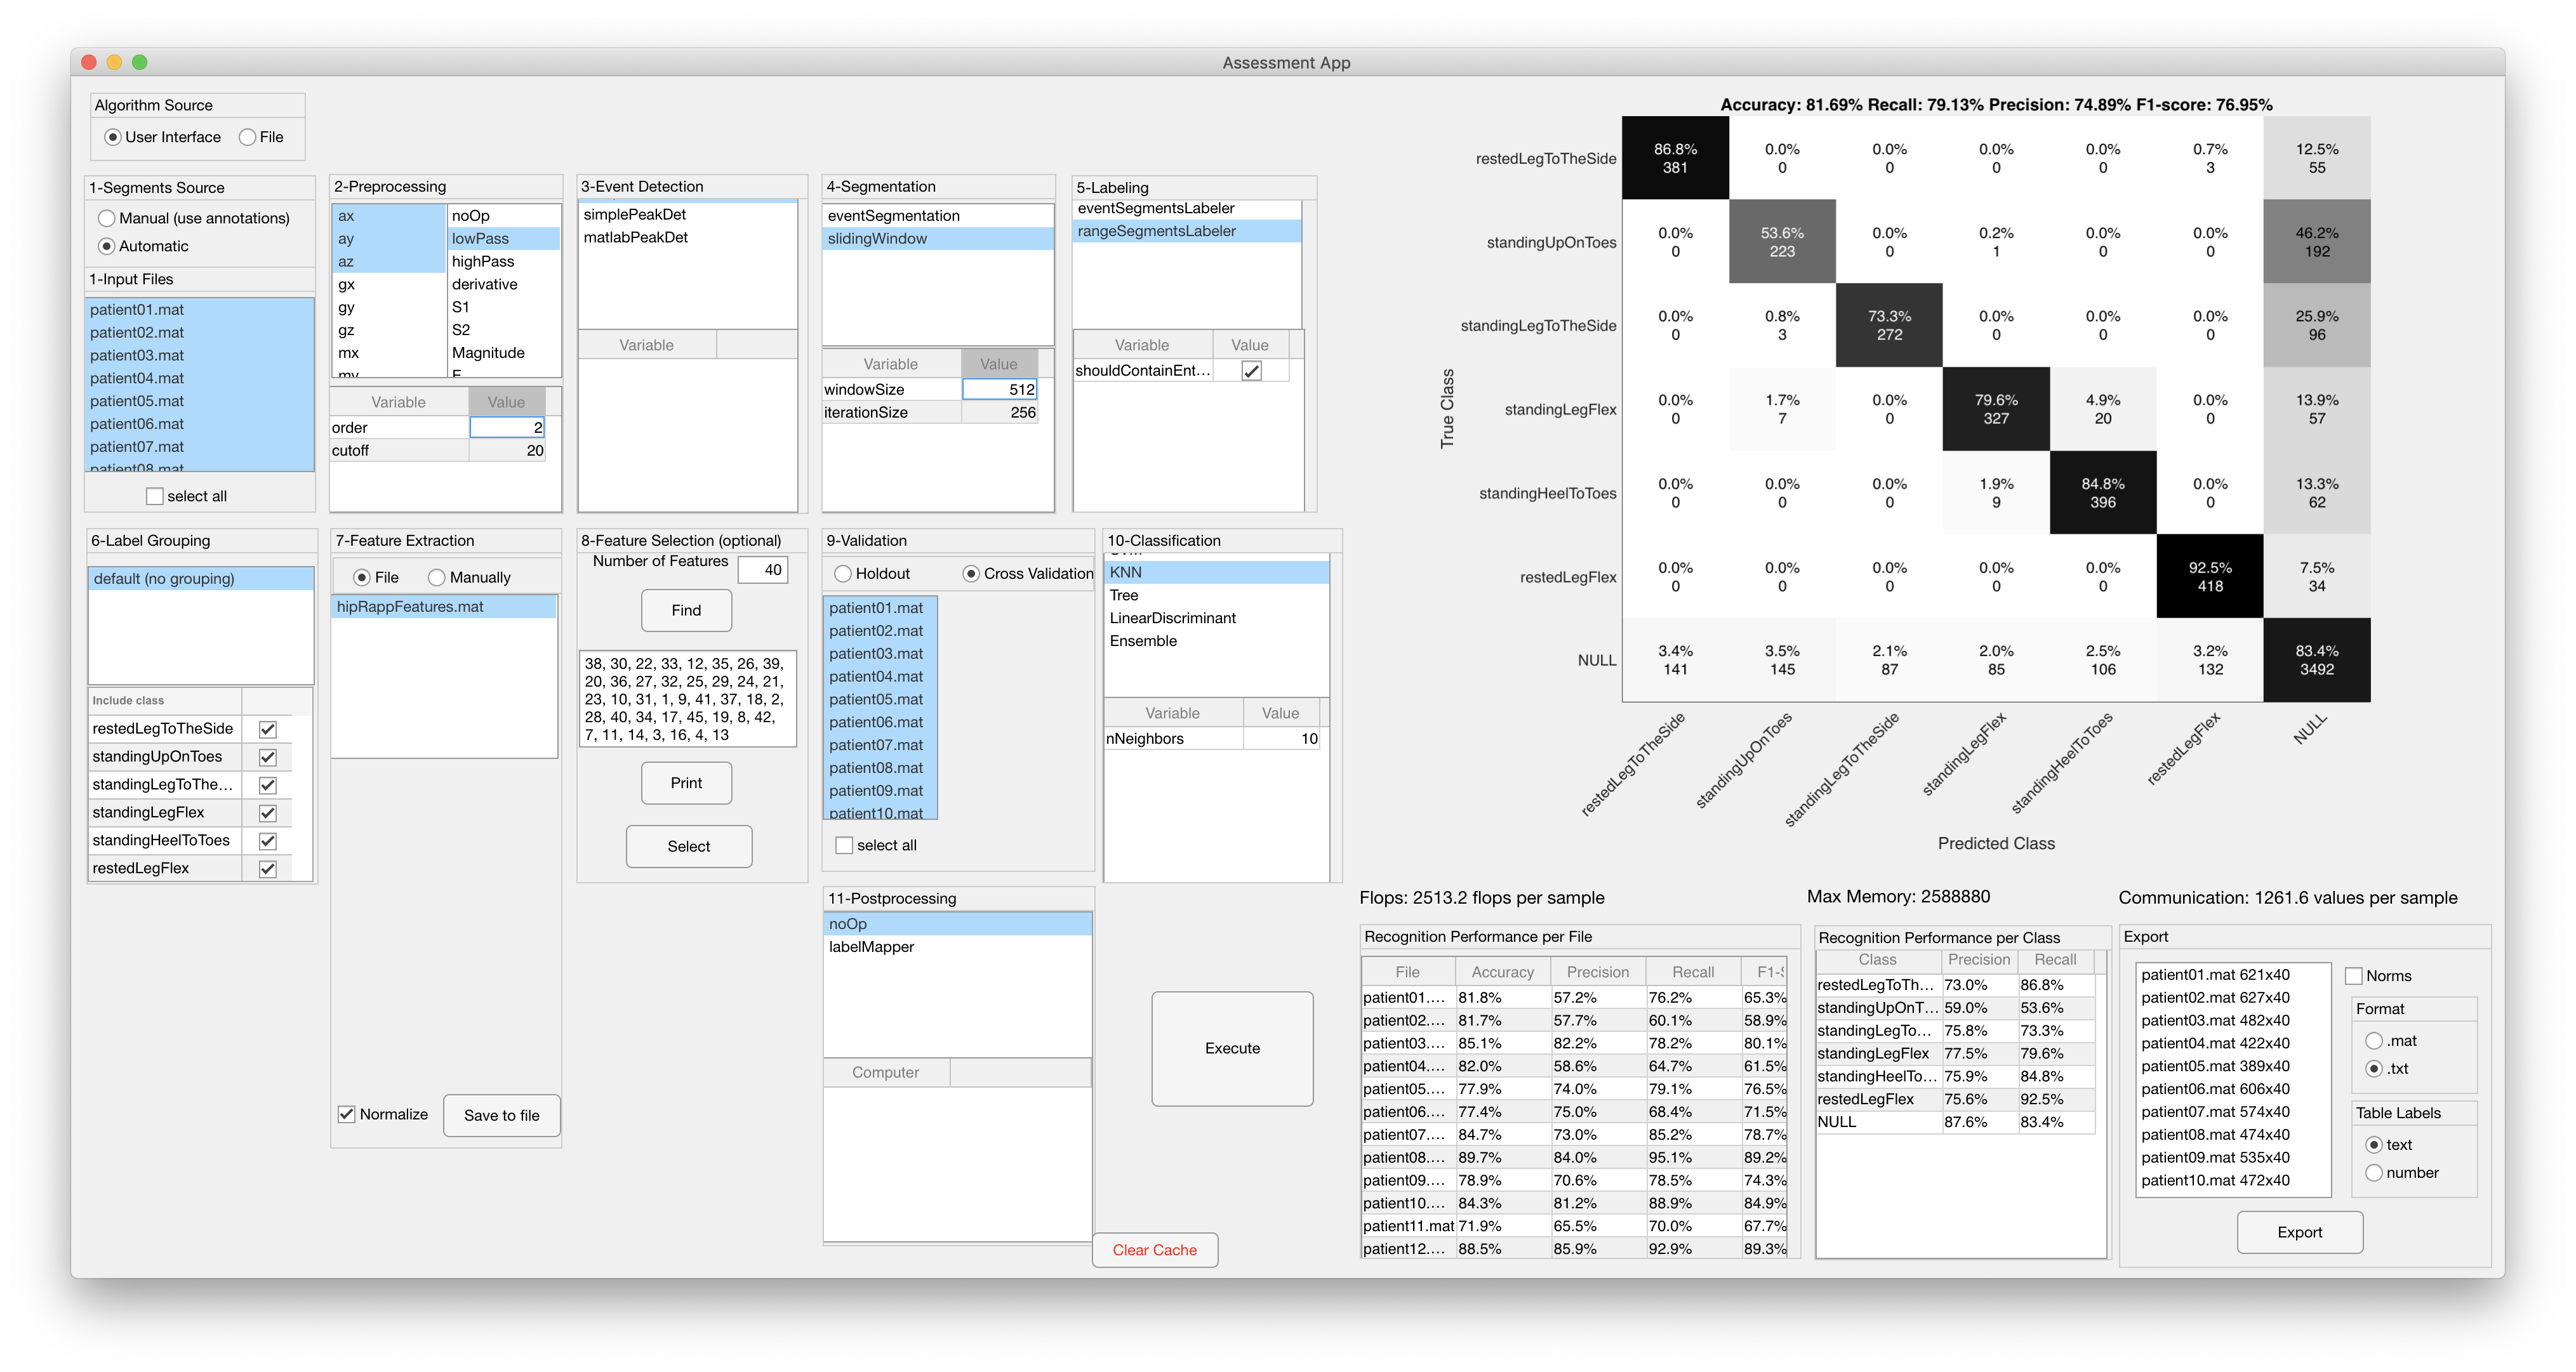 Assessment App
Algorithm Source
User Interface File
1-Segments Source
Manual (use annotations)
Automatic
1-Input Files
patient01.mat
patient02.mat
patient03.mat
patient04.mat
patient05.mat
patient06.mat
patient07.mat
patient08.mat
select all
2-Preprocessing
ax
ay
az
gx
gy
gz
mx
my
noOp
lowPass
highPass
derivative
S1
S2
Magnitude
E
Variable Value
order 2
cutoff 20
3-Event Detection
simplePeakDet
matlabPeakDet
Variable
4-Segmentation
eventSegmentation
slidingWindow
Variable Value
windowSize 512
iterationSize 256
5-Labeling
eventSegmentsLabeler
rangeSegmentsLabeler
Variable Value
shouldContainEnt...
6-Label Grouping
default (no grouping)
Include class
restedLegToTheSide
standingUpOnToes
standingLegToThe...
standingLegFlex
standingHeelToToes
restedLegFlex
7-Feature Extraction
File Manually
hipRappFeatures.mat
Normalize Save to file
8-Feature Selection (optional)
Number of Features 40
Find
38, 30, 22, 33, 12, 35, 26, 39,
20, 36, 27, 32, 25, 29, 24, 21,
23, 10, 31, 1, 9, 41, 37, 18, 2,
28, 40, 34, 17, 45, 19, 8, 42,
7, 11, 14, 3, 16, 4, 13
Print
Select
9-Validation
Holdout Cross Validation
patient01.mat
patient02.mat
patient03.mat
patient04.mat
patient05.mat
patient06.mat
patient07.mat
patient08.mat
patient09.mat
patient10.mat
select all
10-Classification
KNN
Tree
LinearDiscriminant
Ensemble
Variable Value
nNeighbors 10
11-Postprocessing
noOp
labelMapper
Computer
Execute
Clear Cache
Accuracy: 81.69% Recall: 79.13% Precision: 74.89% F1-score: 76.95%
True Class
restedLegToTheSide 86.8% 0.0% 0.0% 0.0% 0.0% 0.7% 12.5%
381 0 0 0 0 3 55
standingUpOnToes 0.0% 53.6% 0.0% 0.2% 0.0% 0.0% 46.2%
0 223 0 1 0 0 192
standingLegToTheSide 0.0% 0.8% 73.3% 0.0% 0.0% 0.0% 25.9%
0 3 272 0 0 0 96
standingLegFlex 0.0% 1.7% 0.0% 79.6% 4.9% 0.0% 13.9%
0 7 0 327 20 0 57
standingHeelToToes 0.0% 0.0% 0.0% 1.9% 84.8% 0.0% 13.3%
0 0 0 9 396 0 62
restedLegFlex 0.0% 0.0% 0.0% 0.0% 0.0% 92.5% 7.5%
0 0 0 0 0 418 34
NULL 3.4% 3.5% 2.1% 2.0% 2.5% 3.2% 83.4%
141 145 87 85 106 132 3492
restedLegToTheSide standingUpOnToes standingLegToTheSide standingLegFlex standingHeelToToes restedLegFlex NULL
Predicted Class
Flops: 2513.2 flops per sample
Max Memory: 2588880
Communication: 1261.6 values per sample
Recognition Performance per File
File Accuracy Precision Recall
patient01.... 81.8% 57.2% 76.2% 65.3%
patient02.... 81.7% 57.7% 60.1% 58.9%
patient03.... 85.1% 82.2% 78.2% 80.1%
patient04.... 82.0% 58.6% 64.7% 61.5%
patient05.... 77.9% 74.0% 79.1% 76.5%
patient06.... 77.4% 75.0% 68.4% 71.5%
patient07.... 84.7% 73.0% 85.2% 78.7%
patient08.... 89.7% 84.0% 95.1% 89.2%
patient09.... 78.9% 70.6% 78.5% 74.3%
patient10.... 84.3% 81.2% 88.9% 84.9%
patient11.mat 71.9% 65.5% 70.0% 67.7%
patient12.... 88.5% 85.9% 92.9% 89.3%
Recognition Performance per Class
Class Precision Recall
restedLegToTh... 73.0% 86.8%
standingUpOnT... 59.0% 53.6%
standingLegTo... 75.8% 73.3%
standingLegFlex 77.5% 79.6%
standingHeelTo... 75.9% 84.8%
restedLegFlex 75.6% 92.5%
NULL 87.6% 83.4%
Export
patient01.mat 621x40
patient02.mat 627x40
patient03.mat 482x40
patient04.mat 422x40
patient05.mat 389x40
patient06.mat 606x40
patient07.mat 574x40
patient08.mat 474x40
patient09.mat 535x40
patient10.mat 472x40
Norms
Format
.mat
.txt
Table Labels
text
number
Export